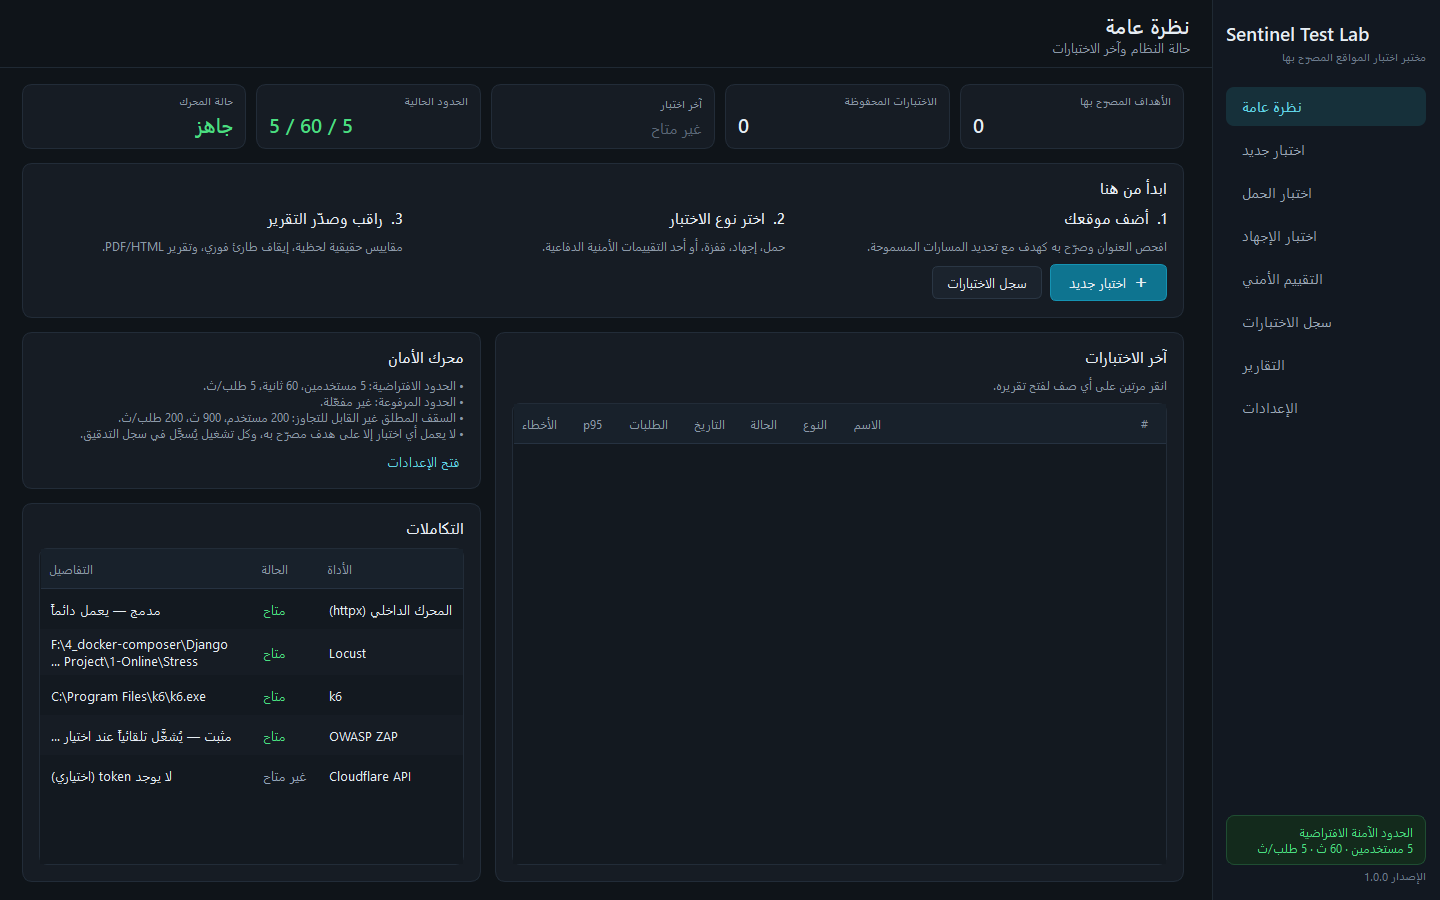 Sentinel Test Lab
مختبر اختبار المواقع المصرّح بها
نظرة عامة
اختبار جديد
اختبار الحمل
اختبار الإجهاد
التقييم الأمني
سجل الاختبارات
التقارير
الإعدادات
الحدود الآمنة الافتراضية
5 مستخدمين · 60 ث · 5 طلب/ث
الإصدار 1.0.0
نظرة عامة
حالة النظام وآخر الاختبارات
الأهداف المصرّح بها
0
الاختبارات المحفوظة
0
آخر اختبار
غير متاح
الحدود الحالية
5 / 60 / 5
حالة المحرك
جاهز
ابدأ من هنا
1. أضف موقعك
افحص العنوان وصرّح به كهدف مع تحديد المسارات المسموحة.
2. اختر نوع الاختبار
حمل، إجهاد، قفزة، أو أحد التقييمات الأمنية الدفاعية.
3. راقب وصدّر التقرير
مقاييس حقيقية لحظية، إيقاف طارئ فوري، وتقرير PDF/HTML.
+ اختبار جديد
سجل الاختبارات
آخر الاختبارات
انقر مرتين على أي صف لفتح تقريره.
# الاسم النوع الحالة التاريخ الطلبات p95 الأخطاء
محرك الأمان
• الحدود الافتراضية: 5 مستخدمين، 60 ثانية، 5 طلب/ث.
• الحدود المرفوعة: غير مفعّلة.
• السقف المطلق غير القابل للتجاوز: 200 مستخدم، 900 ث، 200 طلب/ث.
• لا يعمل أي اختبار إلا على هدف مصرّح به، وكل تشغيل يُسجَّل في سجل التدقيق.
فتح الإعدادات
التكاملات
الأداة الحالة التفاصيل
المحرك الداخلي (httpx) متاح مدمج — يعمل دائماً
Locust متاح F:\4_docker-composer\Django
Project\1-Online\Stress ...
k6 متاح C:\Program Files\k6\k6.exe
OWASP ZAP متاح مثبت — يُشغَّل تلقائياً عند اختيار ...
Cloudflare API غير متاح لا يوجد token (اختياري)